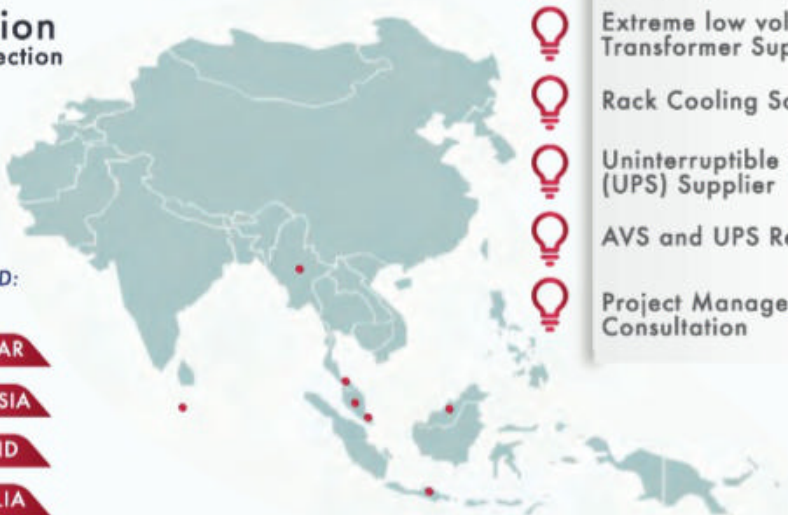 ion
ection
D:
AR
SIA
ID
LIA
Extreme low vol
Transformer Sup
Rack Cooling So
Uninterruptible
(UPS) Supplier
AVS and UPS Re
Project Manage
Consultation